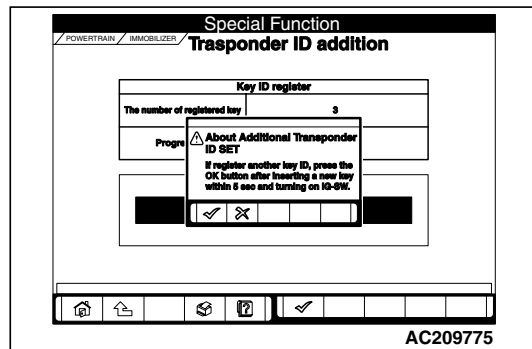 Special Function
POWERTRAIN IMMOBILIZER
Trasponder ID addition
Key ID register
The number of registered key 3
Progre
About Additional Transponder
ID SET
If register another key ID, press the
OK button after inserting a new key
within 5 sec and turning on IG-SW.
AC209775